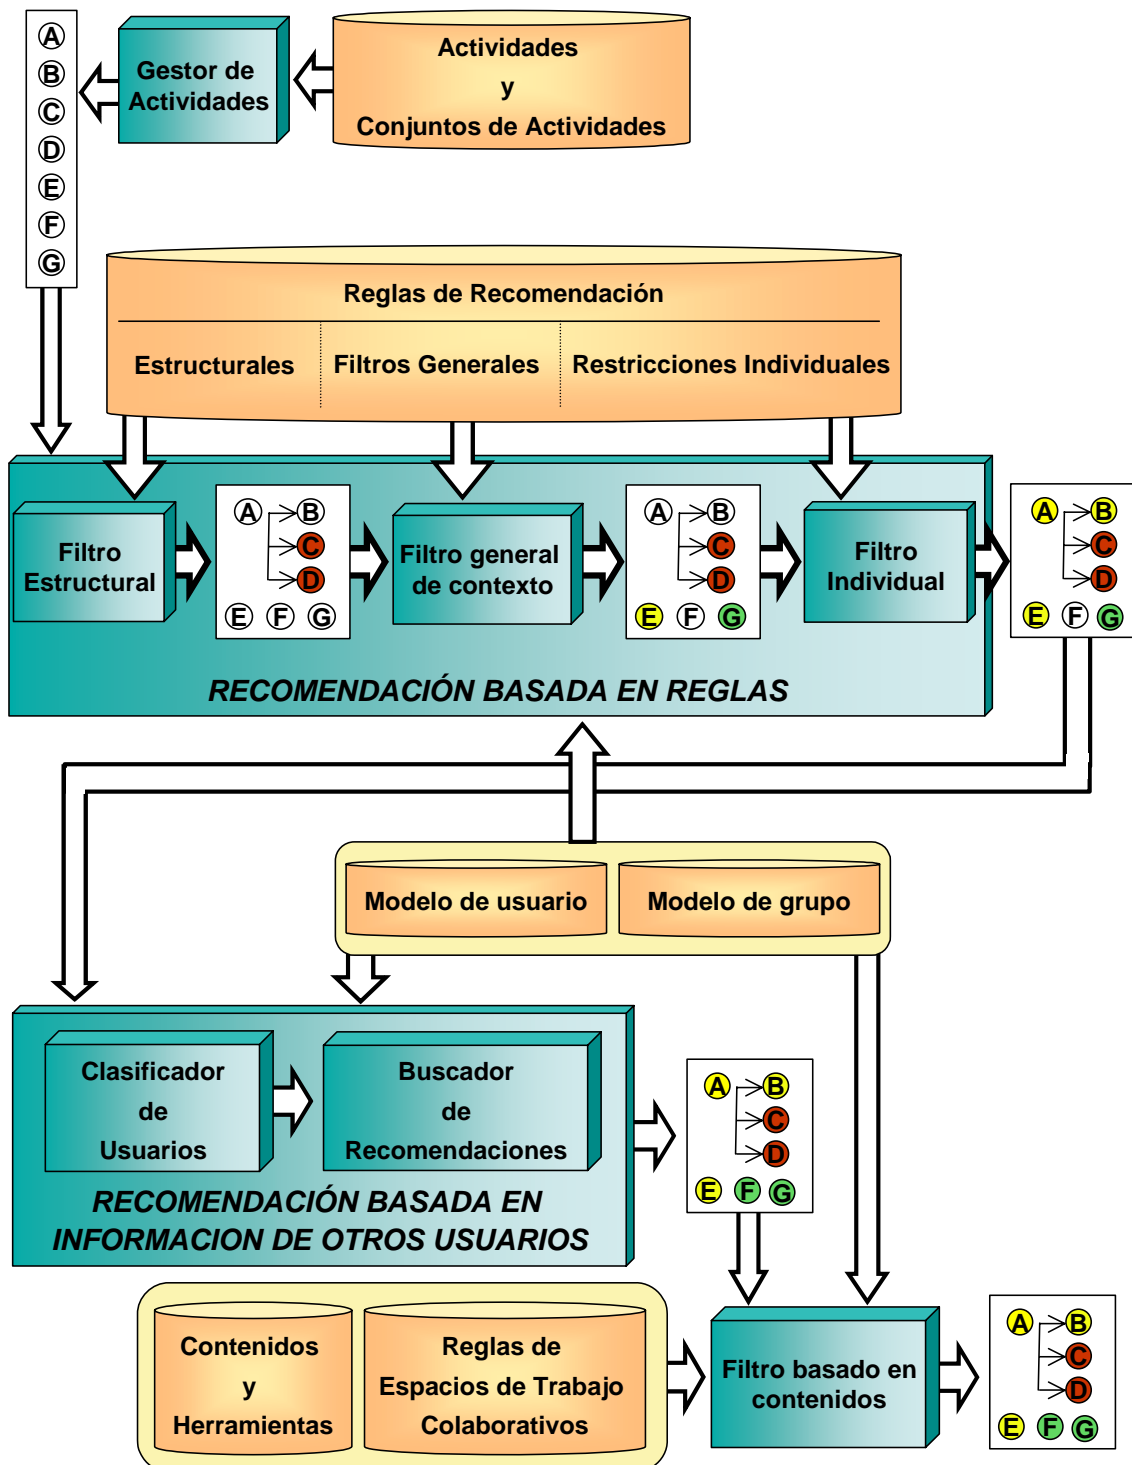 A
B
C
D
E
F
G
Gestor de
Actividades
Actividades
y
Conjuntos de Actividades
Reglas de Recomendación
Estructurales
Filtros Generales
Restricciones Individuales
Filtro
Estructural
A B
C
D
E F G
Filtro general
de contexto
A B
C
D
E F G
Filtro
Individual
A B
C
D
E F G
RECOMENDACIÓN BASADA EN REGLAS
Modelo de usuario
Modelo de grupo
Clasificador
de
Usuarios
Buscador
de
Recomendaciones
RECOMENDACIÓN BASADA EN
INFORMACION DE OTROS USUARIOS
A B
C
D
E F G
Contenidos
y
Herramientas
Reglas de
Espacios de Trabajo
Colaborativos
Filtro basado en
contenidos
A B
C
D
E F G